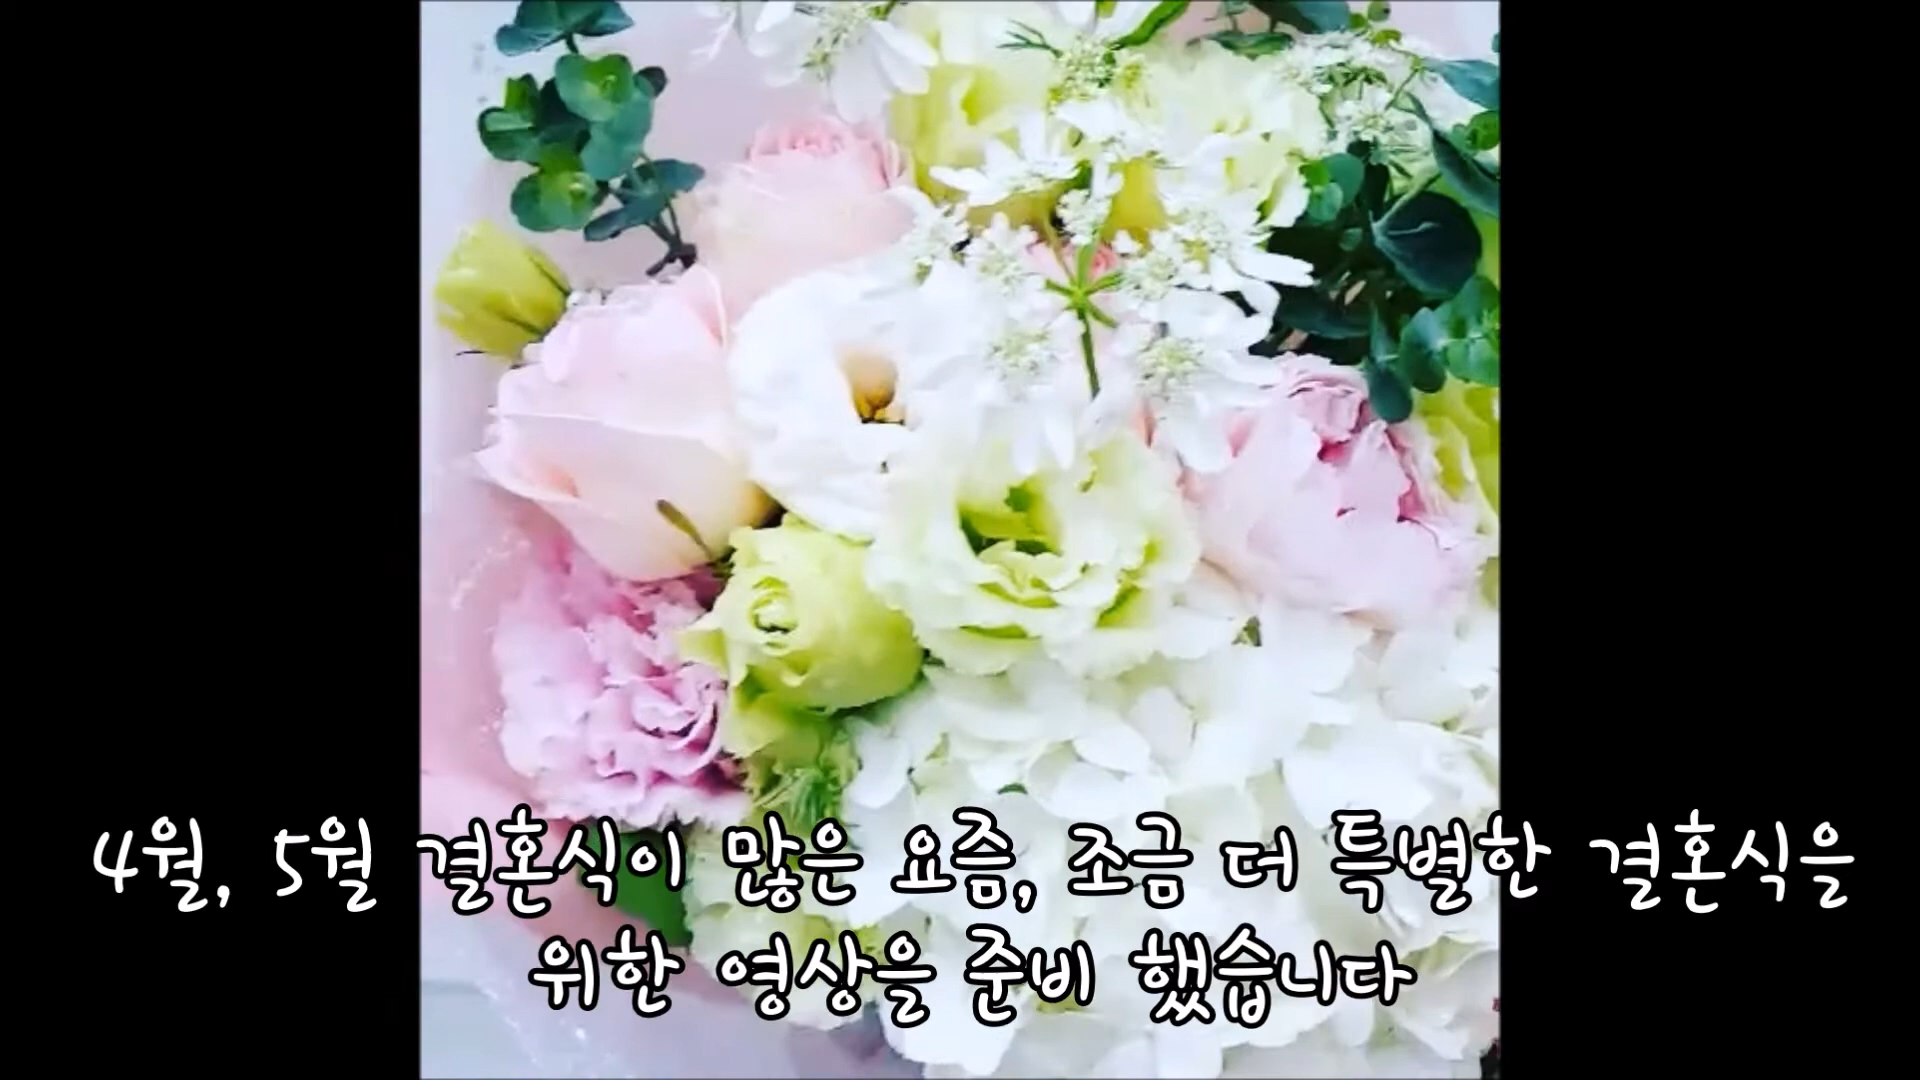 4월, 5월 결혼식이 많은 요즘, 조금 더 특별한 결혼식을
위한 영상을 준비 했습니다